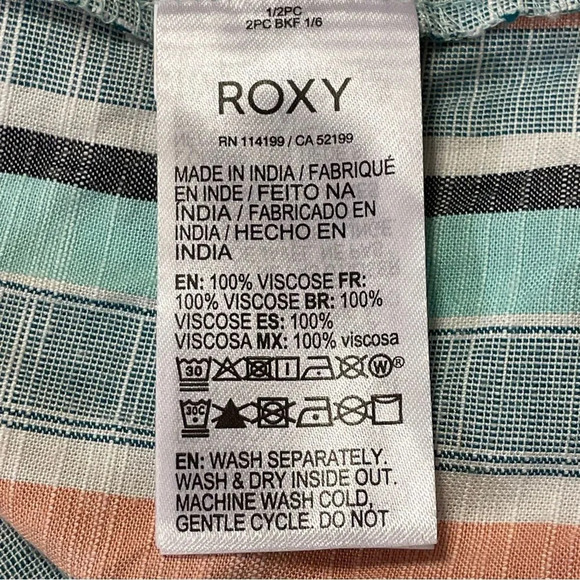 1/2PC
2PC BKF 1/6
ROXY
RN 114199 / CA 52199
MADE IN INDIA / FABRIQUÉ
EN INDE / FEITO NA
ÍNDIA / FABRICADO EN
INDIA / HECHO EN
INDIA
EN: 100% VISCOSE FR:
100% VISCOSE BR: 100%
VISCOSE ES: 100%
VISCOSA MX: 100% viscosa
30 W®
30C
EN: WASH SEPARATELY.
WASH & DRY INSIDE OUT.
MACHINE WASH COLD,
GENTLE CYCLE. DO NOT